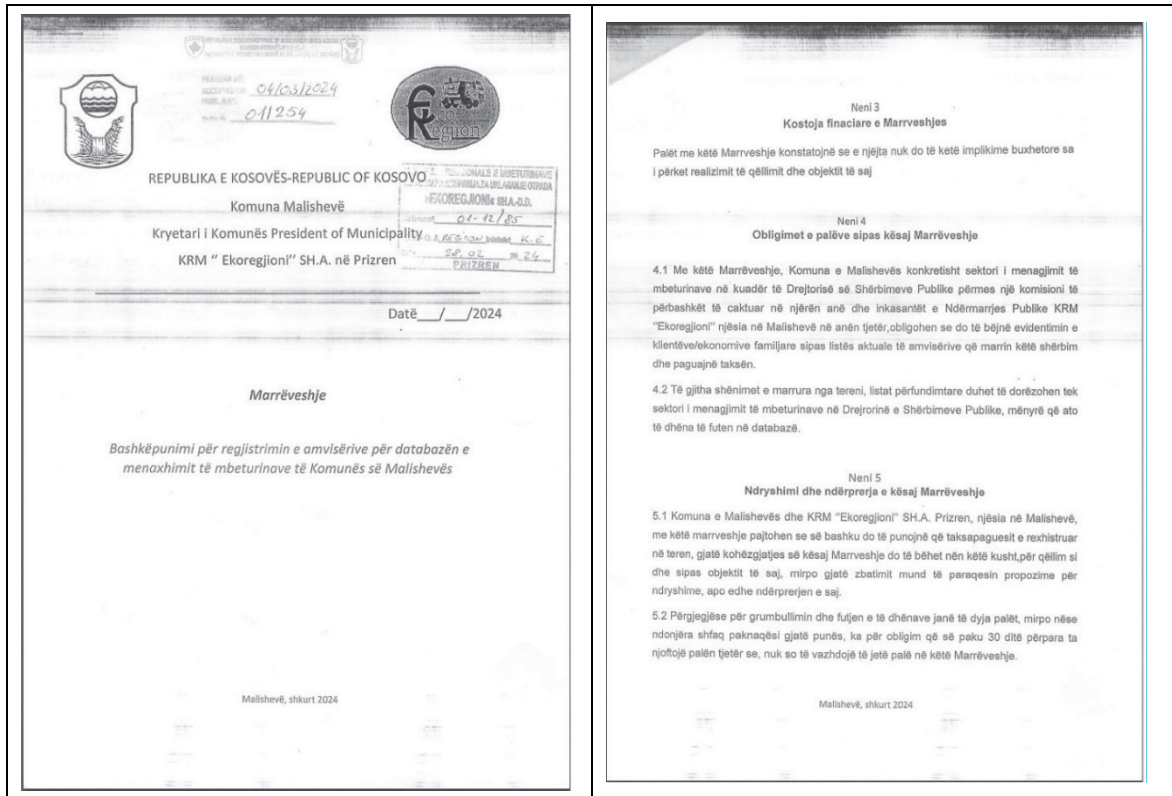 04/03/2024
01/254
Eco
Region
REPUBLIKA E KOSOVËS-REPUBLIC OF KOSOVO
Komuna Malishevë
Kryetari i Komunës President of Municipality
KRM " Ekoregjioni" SH.A. në Prizren
"EKOREGJIONI" SH.A.-D.D.
01-12/85
K.E
28.02 24
PRIZREN
Datë___/___/2024
Marrëveshje
Bashkëpunimi për regjistrimin e amvisërive për databazën e
menaxhimit të mbeturinave të Komunës së Malishevës
Malishevë, shkurt 2024
Neni 3
Kostoja finaciare e Marrveshjes
Palët me këtë Marrveshje konstatojnë se e njëjta nuk do të ketë implikime buxhetore sa
i përket realizimit të qëllimit dhe objektit të saj
Neni 4
Obligimet e palëve sipas kësaj Marrëveshje
4.1 Me këtë Marrëveshje, Komuna e Malishevës konkretisht sektori i menagjimit të
mbeturinave në kuadër të Drejtorisë së Shërbimeve Publike përmes një komisioni të
përbashkët të caktuar në njërën anë dhe inkasantët e Ndërmarrjes Publike KRM
"Ekoregjioni" njësia në Malishevë në anën tjetër,obligohen se do të bëjnë evidentimin e
klientëve/ekonomive familjare sipas listës aktuale të amvisërive që marrin këtë shërbim
dhe paguajnë taksën.
4.2 Të gjitha shënimet e marrura nga tereni, listat përfundimtare duhet të dorëzohen tek
sektori i menagjimit të mbeturinave në Drejrorinë e Shërbimeve Publike, mënyrë që ato
të dhëna të futen në databazë.
Neni 5
Ndryshimi dhe ndërprerja e kësaj Marrëveshje
5.1 Komuna e Malishevës dhe KRM "Ekoregjioni" SH.A. Prizren, njësia në Malishevë,
me këtë marrveshje pajtohen se së bashku do të punojnë që taksapaguesit e rexhistruar
në teren, gjatë kohëzgjatjes së kësaj Marrveshje do të bëhet nën këtë kusht,për qëllim si
dhe sipas objektit të saj, mirpo gjatë zbatimit mund të paraqesin propozime për
ndryshime, apo edhe ndërprerjen e saj.
5.2 Përgjegjëse për grumbullimin dhe futjen e të dhënave janë të dyja palët, mirpo nëse
ndonjëra shfaq paknaqësi gjatë punës, ka për obligim që së paku 30 ditë përpara ta
njoftojë palën tjetër se, nuk so të vazhdojë të jetë palë në këtë Marrëveshje.
Malishevë, shkurt 2024